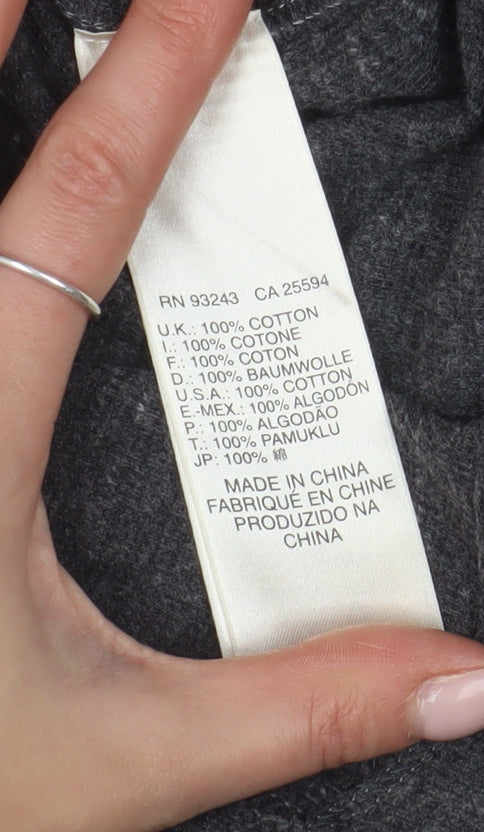 RN 93243 CA 25594
U.K.: 100% COTTON
I.: 100% COTONE
F.: 100% COTON
D.: 100% BAUMWOLLE
U.S.A.: 100% COTTON
E.-MEX.: 100% ALGODÓN
P.: 100% ALGODÃO
T.: 100% PAMUKLU
JP: 100% 綿
MADE IN CHINA
FABRIQUÉ EN CHINE
PRODUZIDO NA
CHINA